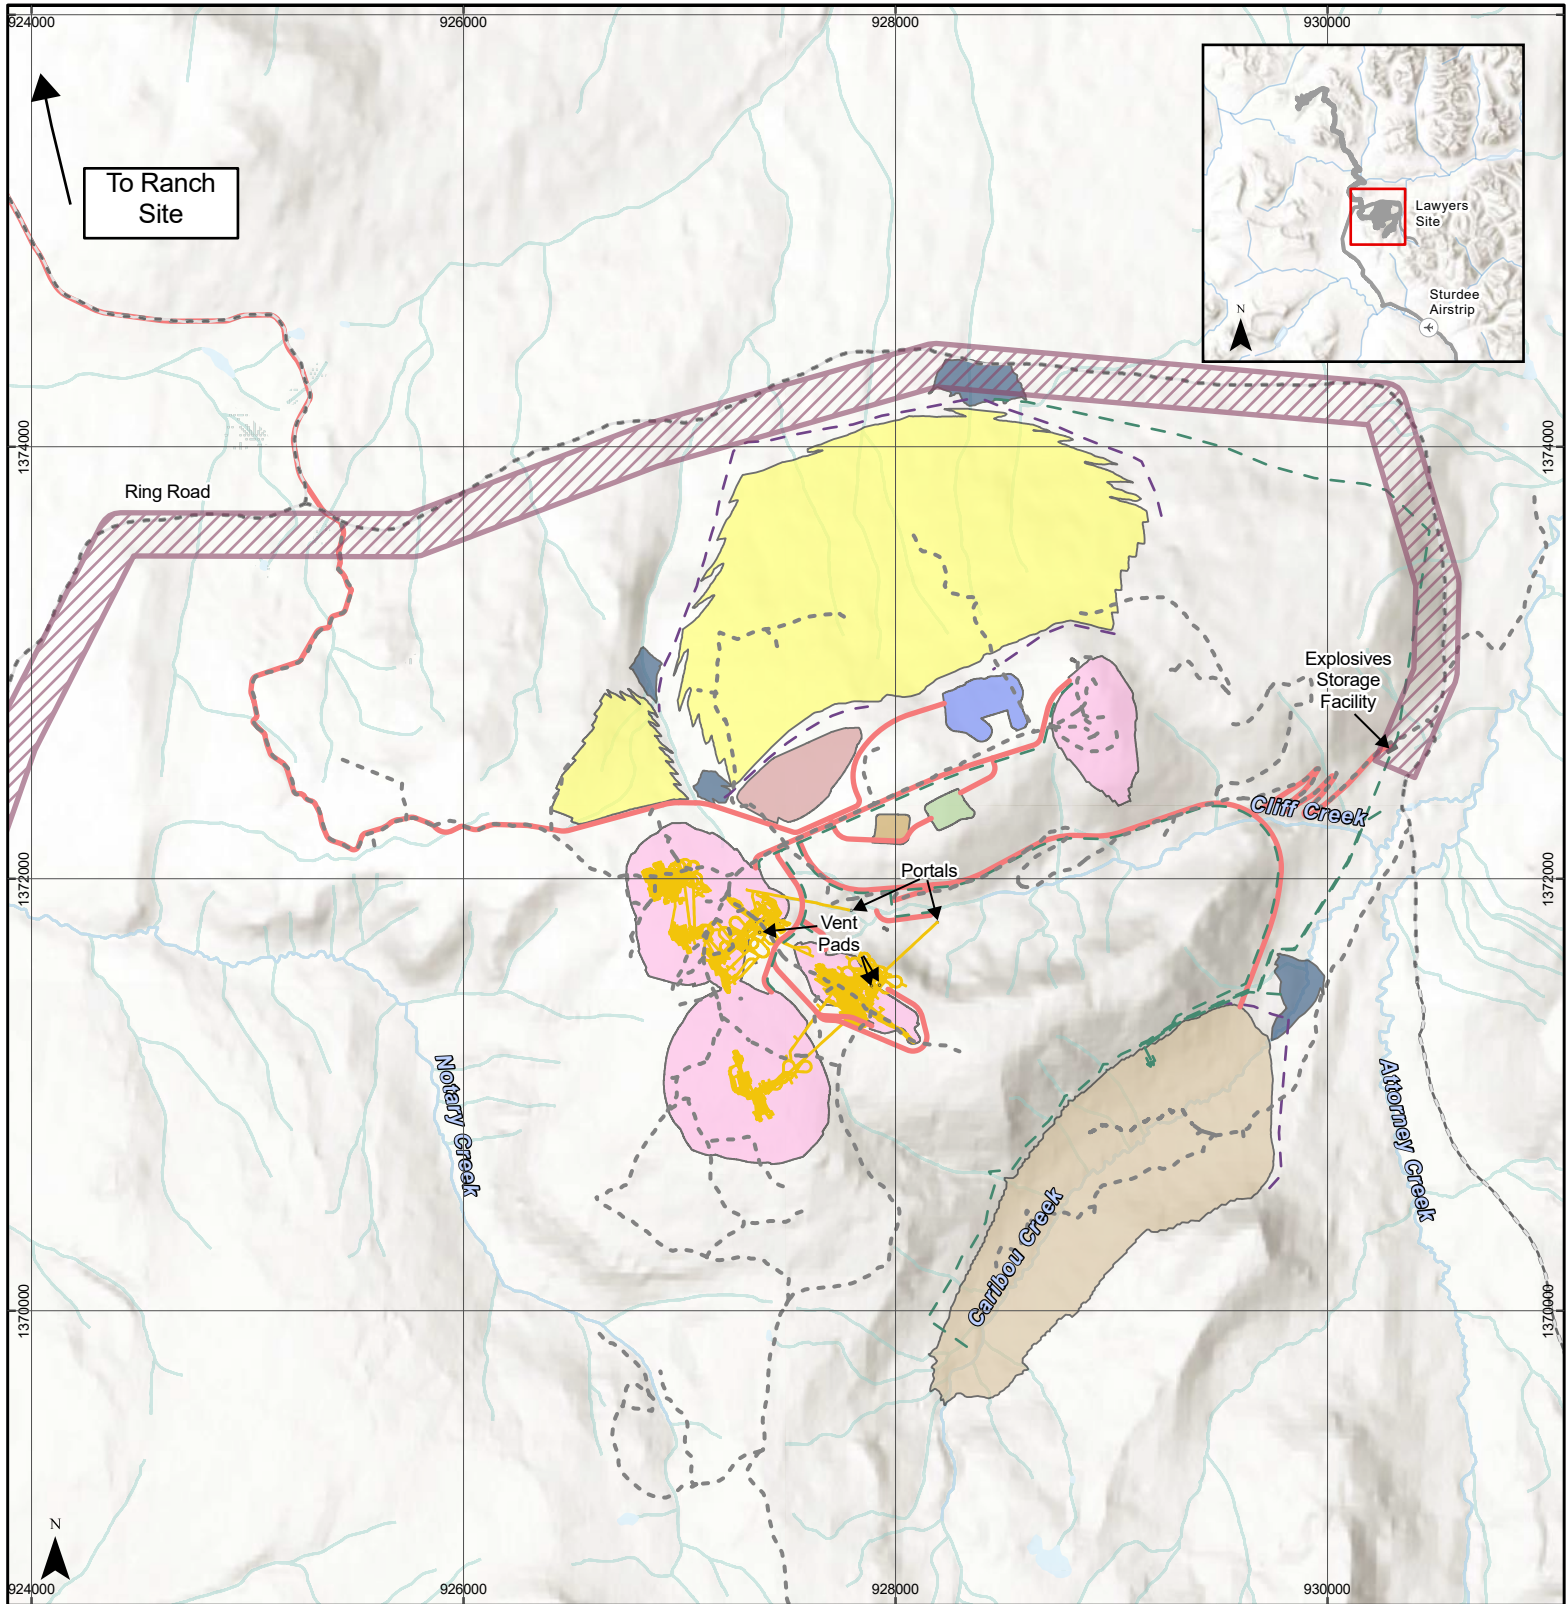 924000
926000
928000
930000
To Ranch
Site
Lawyers
Site
Sturdee
Airstrip
N
1374000
1374000
Ring Road
Explosives
Storage
Facility
Cliff Creek
1372000
1372000
Portals
Vent
Pads
Notary Creek
Attorney Creek
Caribou Creek
1370000
1370000
N
924000
926000
928000
930000